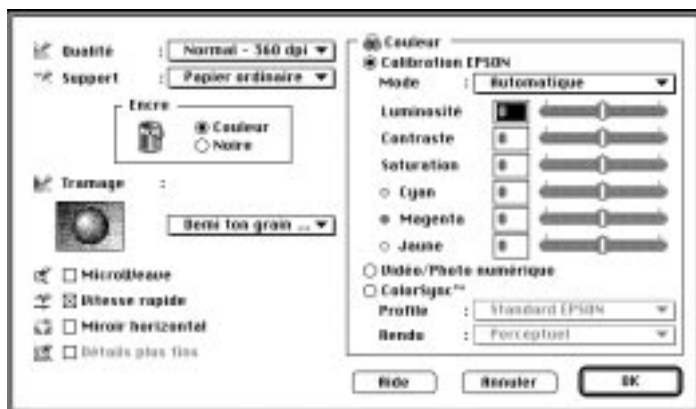 Qualité : Normal - 360 dpi
Support : Papier ordinaire
Encre
Couleur
Noire
Tramage :
Demi ton grain ...
MicroWeave
Vitesse rapide
Miroir horizontal
Détails plus fins
Couleur
Calibration EPSON
Mode : Automatique
Luminosité 0
Contraste 0
Saturation 0
Cyan 0
Magenta 0
Jaune 0
Vidéo/Photo numérique
ColorSync™
Profile : Standard EPSON
Rendu : Perceptuel
Aide Annuler OK